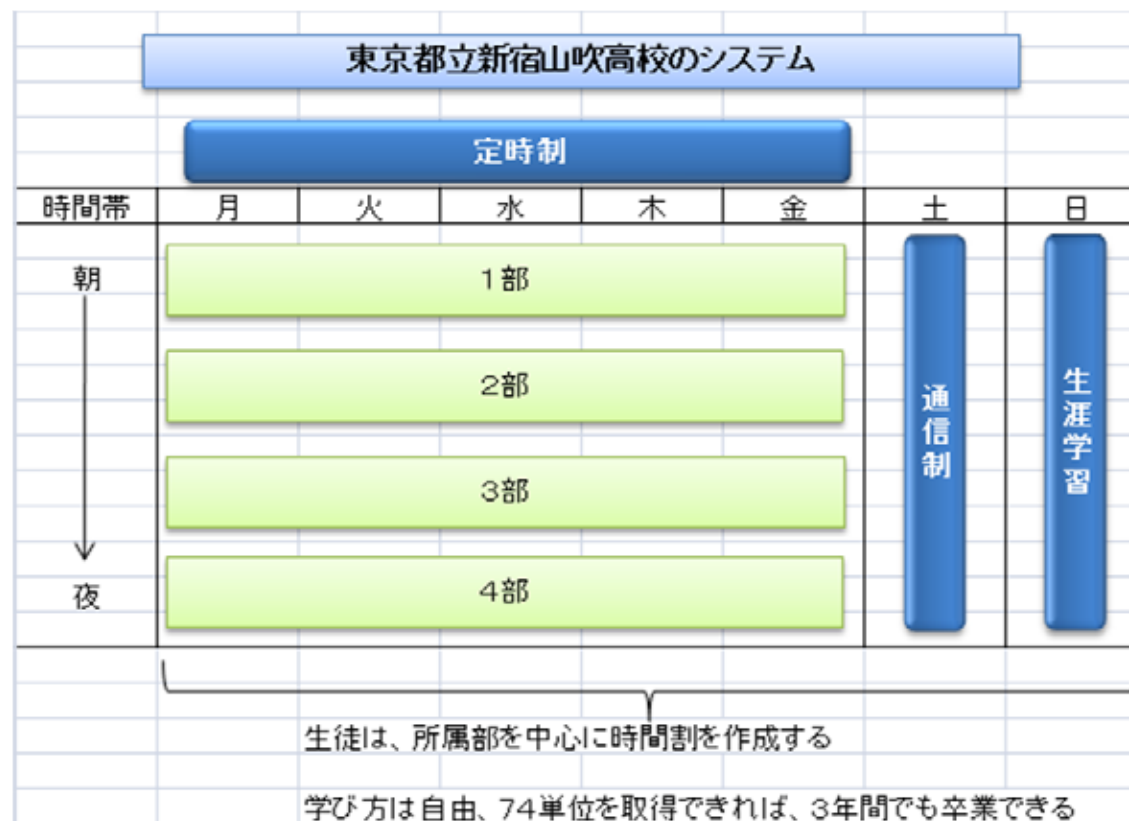 東京都立新宿山吹高校のシステム
定時制
時間帯 月 火 水 木 金 土 日
朝
1部
2部
3部
夜
4部
通信制
生涯学習
生徒は、所属部を中心に時間割を作成する
学び方は自由、74単位を取得できれば、3年間でも卒業できる